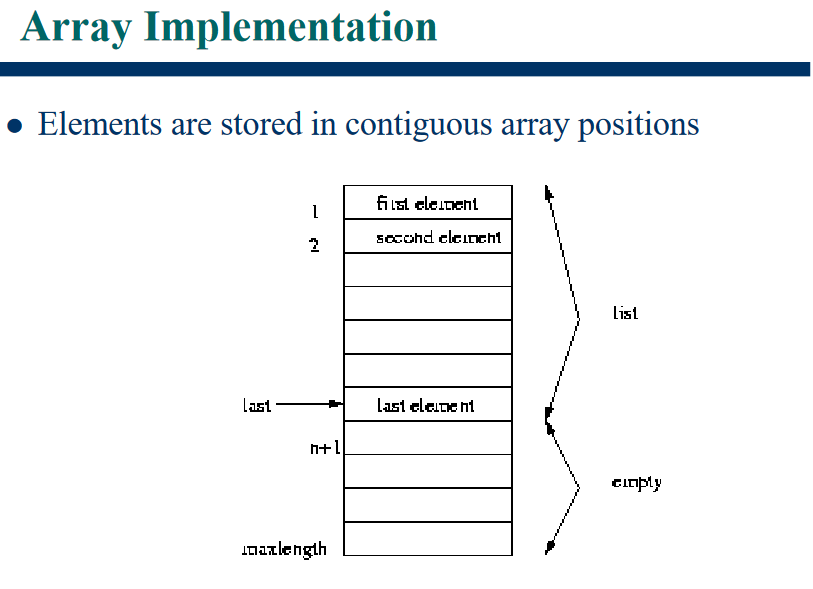 Array Implementation
● Elements are stored in contiguous array positions
1
first element
2
second element
list
last
last element
n+1
empty
maxlength